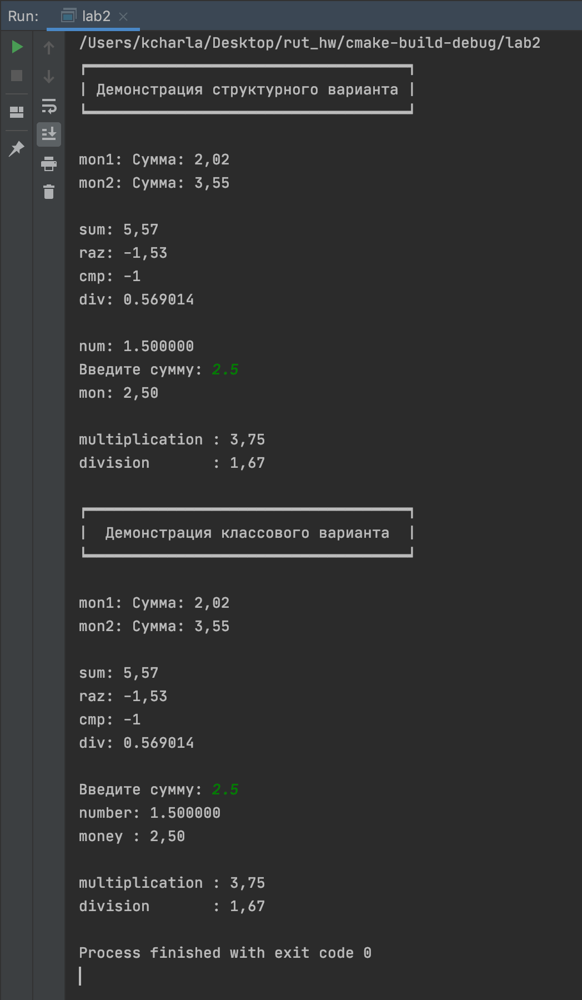 Run: lab2
/Users/kcharla/Desktop/rut_hw/cmake-build-debug/lab2
| Демонстрация структурного варианта |
mon1: Сумма: 2,02
mon2: Сумма: 3,55
sum: 5,57
raz: -1,53
cmp: -1
div: 0.569014
num: 1.500000
Введите сумму: 2.5
mon: 2,50
multiplication : 3,75
division       : 1,67
|  Демонстрация классового варианта  |
mon1: Сумма: 2,02
mon2: Сумма: 3,55
sum: 5,57
raz: -1,53
cmp: -1
div: 0.569014
Введите сумму: 2.5
number: 1.500000
money : 2,50
multiplication : 3,75
division       : 1,67
Process finished with exit code 0